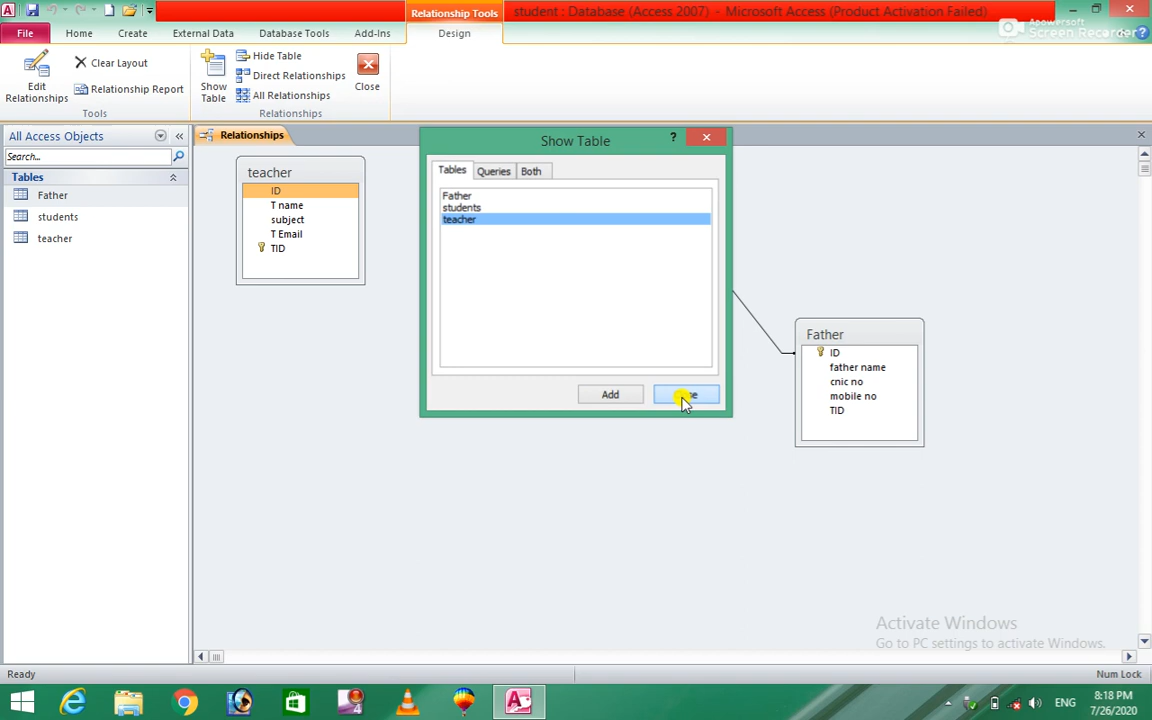 Relationship Tools
student : Database (Access 2007) - Microsoft Access (Product Activation Failed)
Apowersoft
Screen Recorder
File
Home
Create
External Data
Database Tools
Add-Ins
Design
Edit
Relationships
Clear Layout
Relationship Report
Tools
Show
Table
Hide Table
Direct Relationships
All Relationships
Relationships
Close
All Access Objects
Search...
Tables
Father
students
teacher
Relationships
teacher
ID
T name
subject
T Email
TID
Show Table
?
Tables
Queries
Both
Father
students
teacher
Add
Father
ID
father name
cnic no
mobile no
TID
Activate Windows
Go to PC settings to activate Windows.
Ready
Num Lock
ENG
8:18 PM
7/26/2020